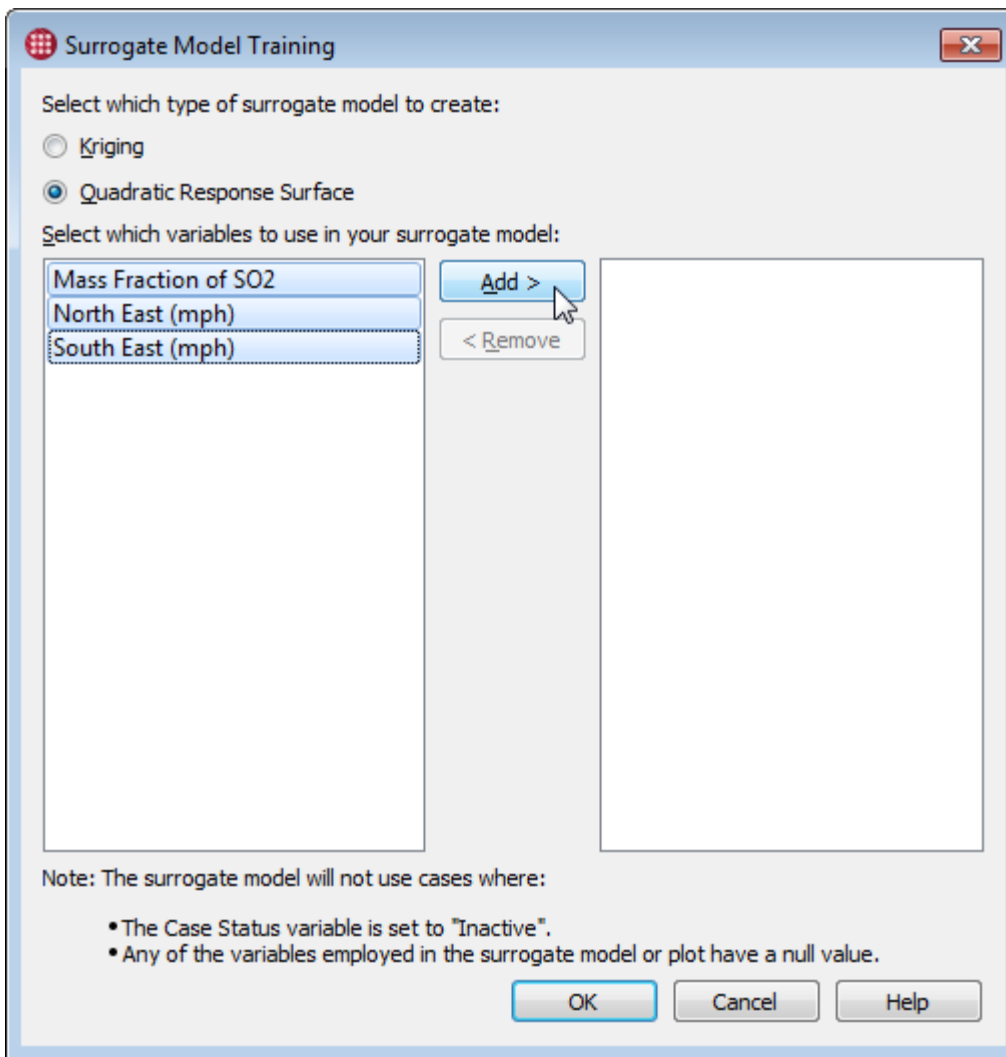 Surrogate Model Training
Select which type of surrogate model to create:
Kriging
Quadratic Response Surface
Select which variables to use in your surrogate model:
Mass Fraction of SO2
North East (mph)
South East (mph)
Add >
< Remove
Note: The surrogate model will not use cases where:
• The Case Status variable is set to "Inactive".
• Any of the variables employed in the surrogate model or plot have a null value.
OK Cancel Help